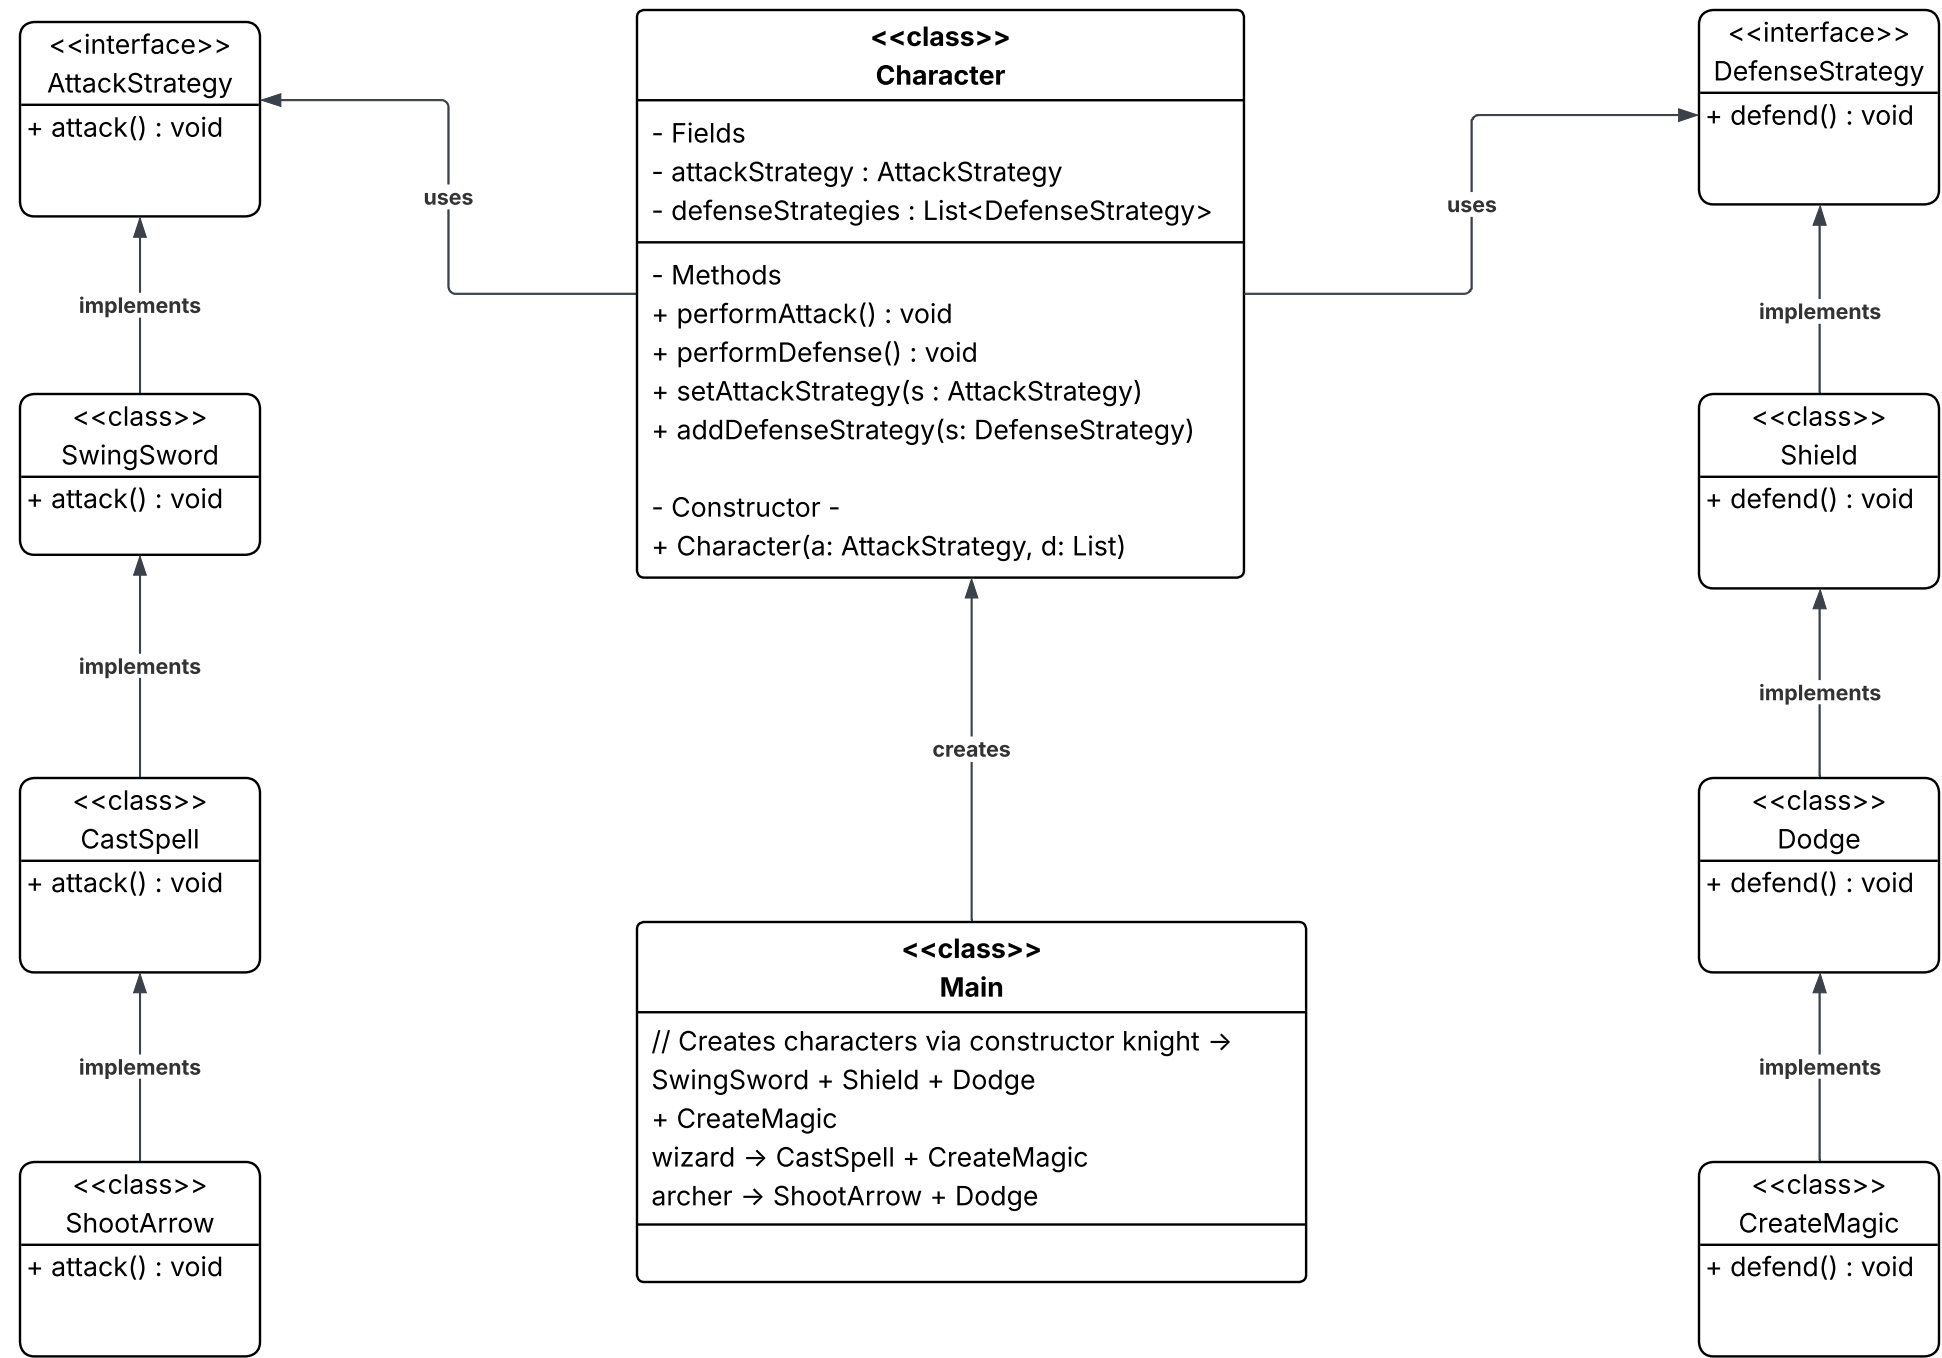 <<interface>>
AttackStrategy
+ attack() : void
implements
<<class>>
SwingSword
+ attack() : void
implements
<<class>>
CastSpell
+ attack() : void
implements
<<class>>
ShootArrow
+ attack() : void
uses
<<class>>
Character
- Fields
- attackStrategy : AttackStrategy
- defenseStrategies : List<DefenseStrategy>
- Methods
+ performAttack() : void
+ performDefense() : void
+ setAttackStrategy(s : AttackStrategy)
+ addDefenseStrategy(s: DefenseStrategy)
- Constructor -
+ Character(a: AttackStrategy, d: List)
creates
<<class>>
Main
// Creates characters via constructor knight →
SwingSword + Shield + Dodge
+ CreateMagic
wizard → CastSpell + CreateMagic
archer → ShootArrow + Dodge
uses
<<interface>>
DefenseStrategy
+ defend() : void
implements
<<class>>
Shield
+ defend() : void
implements
<<class>>
Dodge
+ defend() : void
implements
<<class>>
CreateMagic
+ defend() : void